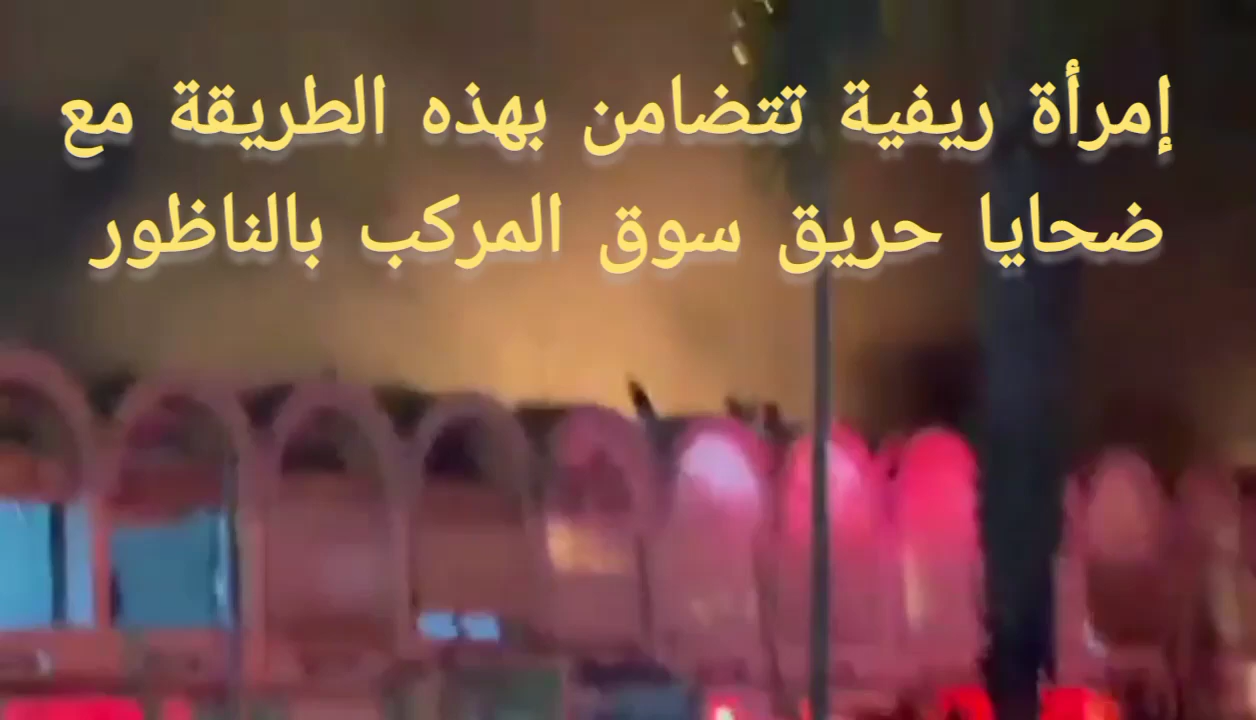 إمرأة ريفية تتضامن بهذه الطريقة مع
ضحايا حريق سوق المركب بالناظور